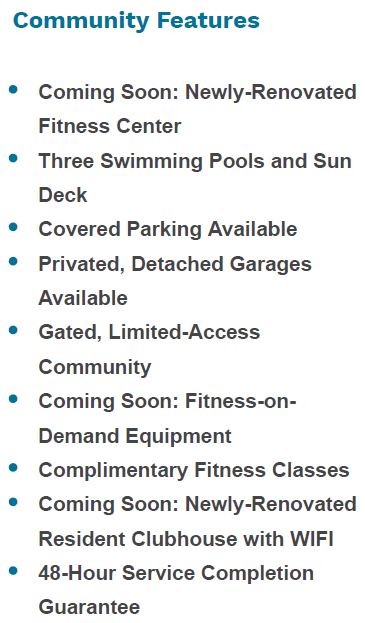 Community Features
Coming Soon: Newly-Renovated
Fitness Center
Three Swimming Pools and Sun
Deck
Covered Parking Available
Privated, Detached Garages
Available
Gated, Limited-Access
Community
Coming Soon: Fitness-on-
Demand Equipment
Complimentary Fitness Classes
Coming Soon: Newly-Renovated
Resident Clubhouse with WIFI
48-Hour Service Completion
Guarantee